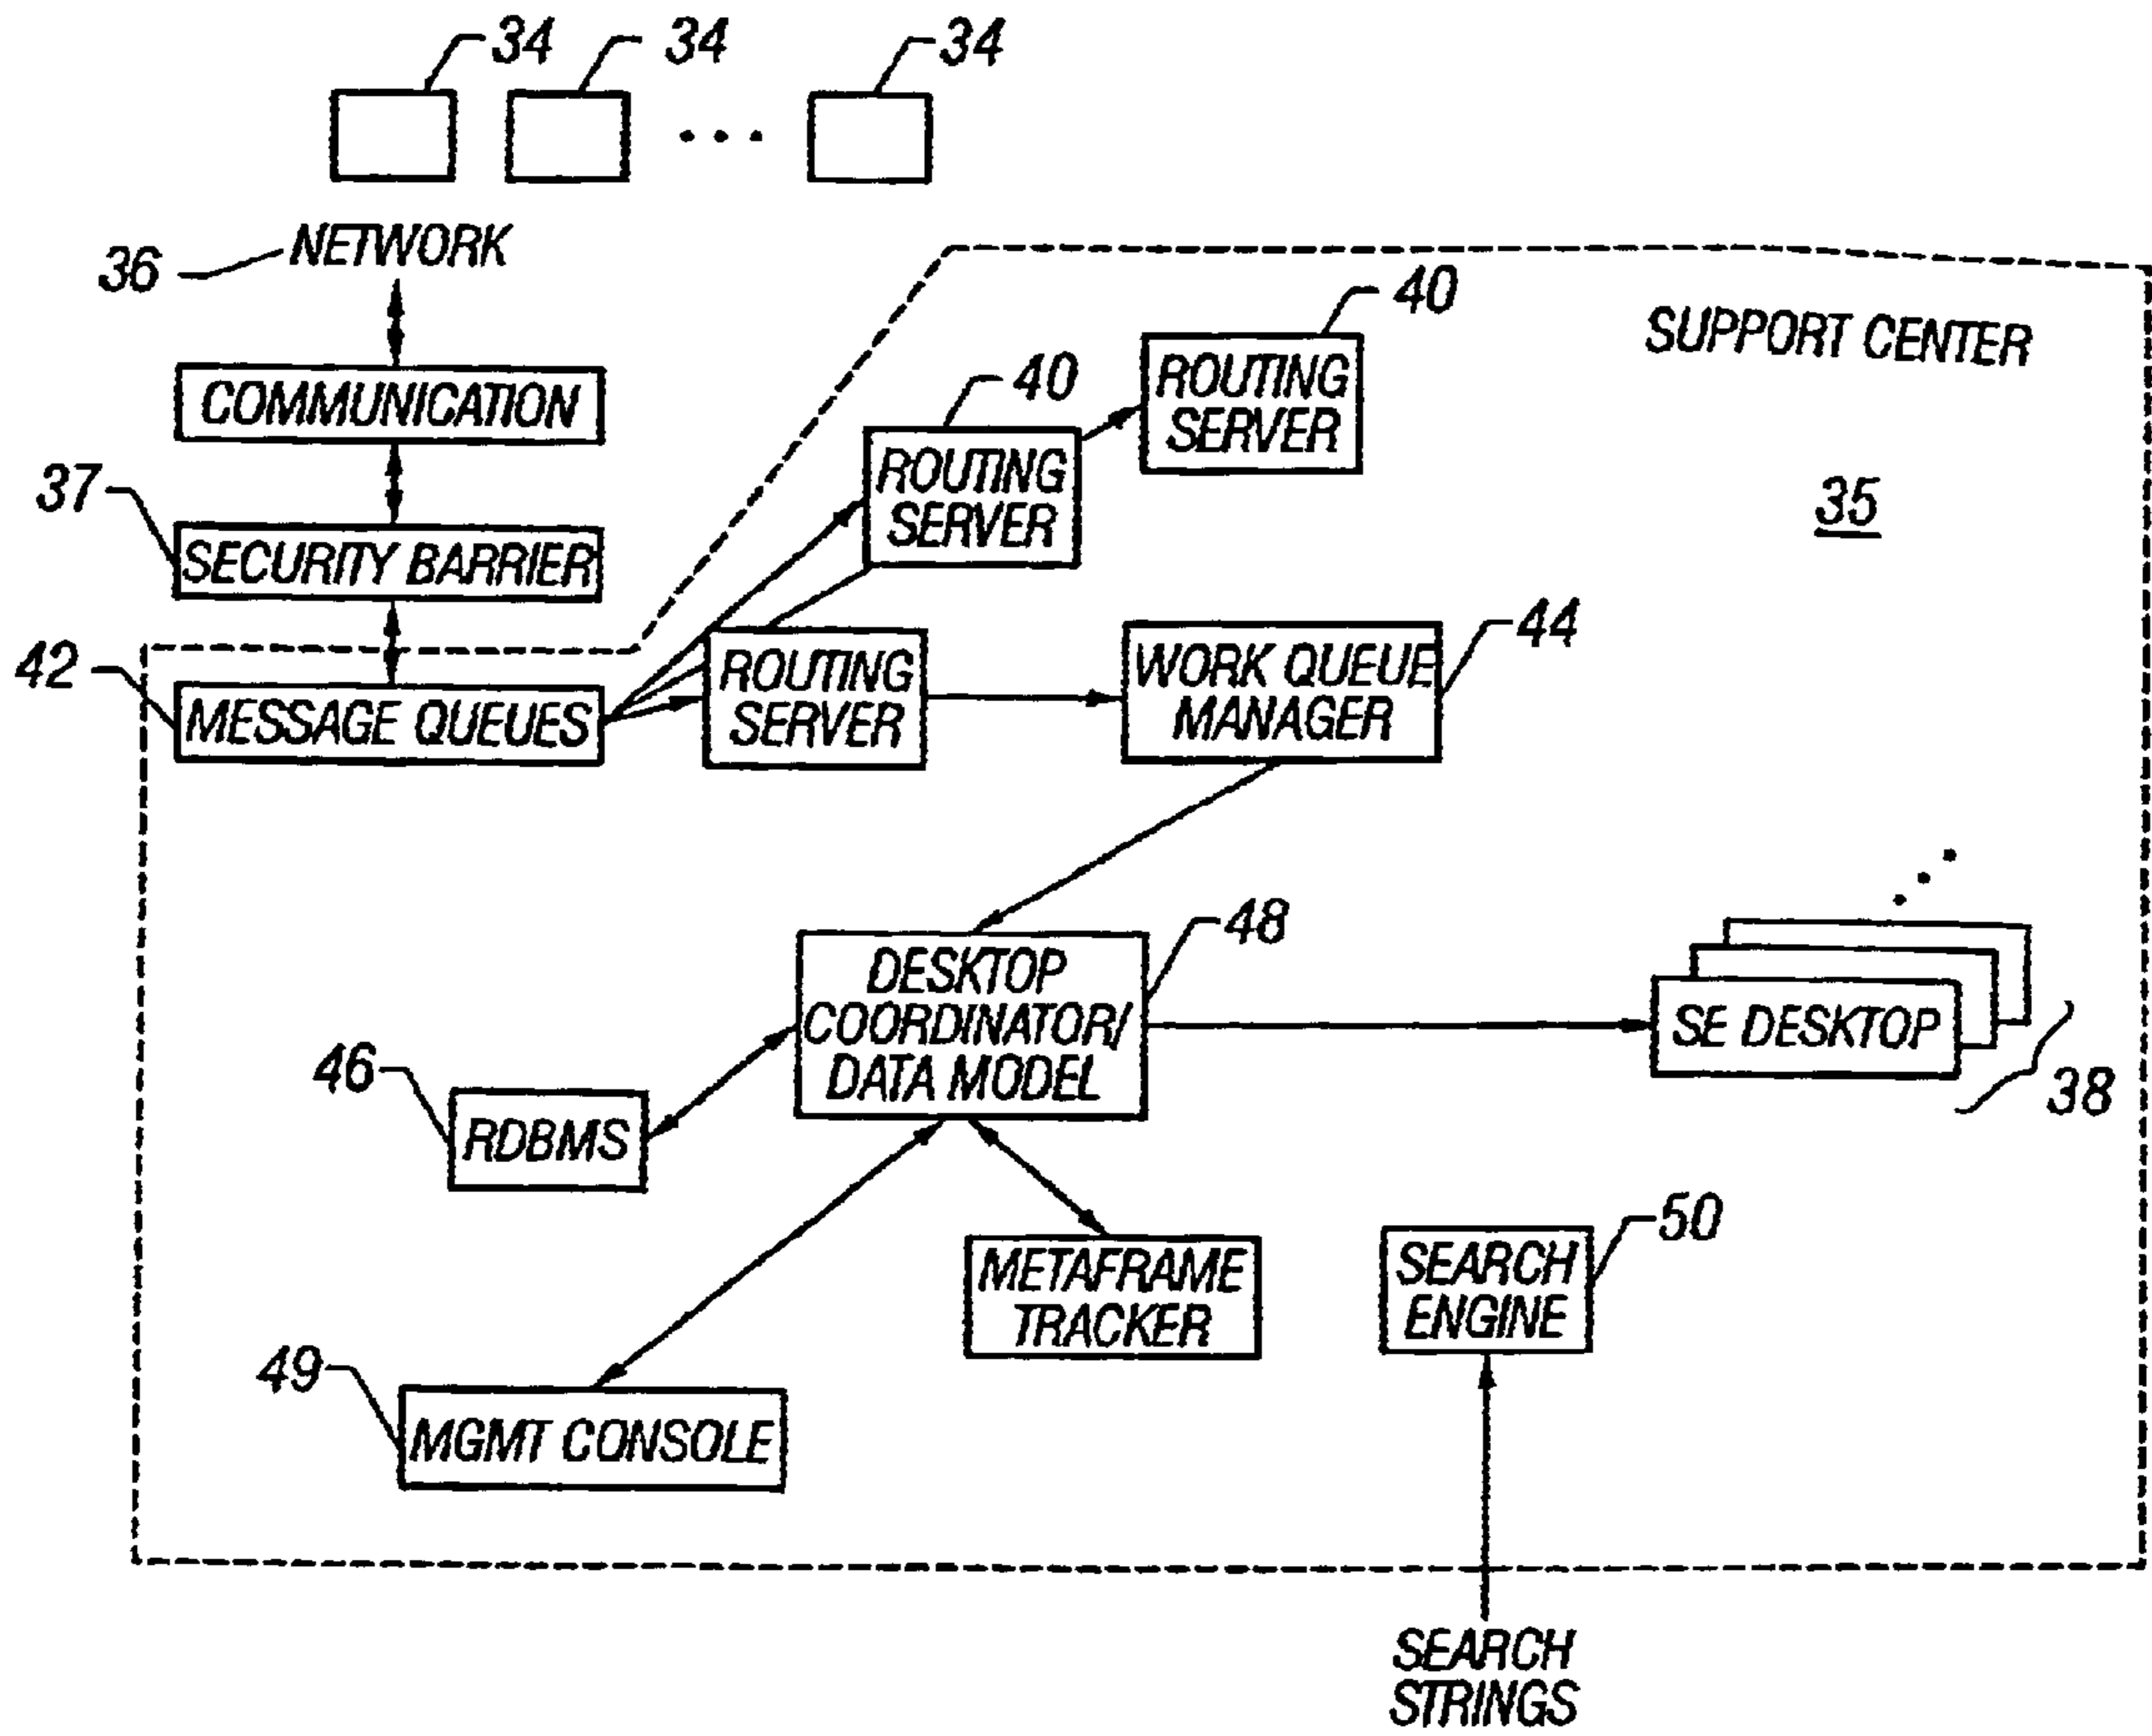 34
34
34
36
NETWORK
40
SUPPORT CENTER
COMMUNICATION
40
ROUTING
SERVER
37
ROUTING
SERVER
35
SECURITY BARRIER
42
MESSAGE QUEUES
ROUTING
SERVER
WORK QUEUE
MANAGER
44
48
DESKTOP
COORDINATOR/
DATA MODEL
SE DESKTOP
38
46
RDBMS
METAFRAME
TRACKER
SEARCH
ENGINE
50
49
MGMT CONSOLE
SEARCH
STRINGS